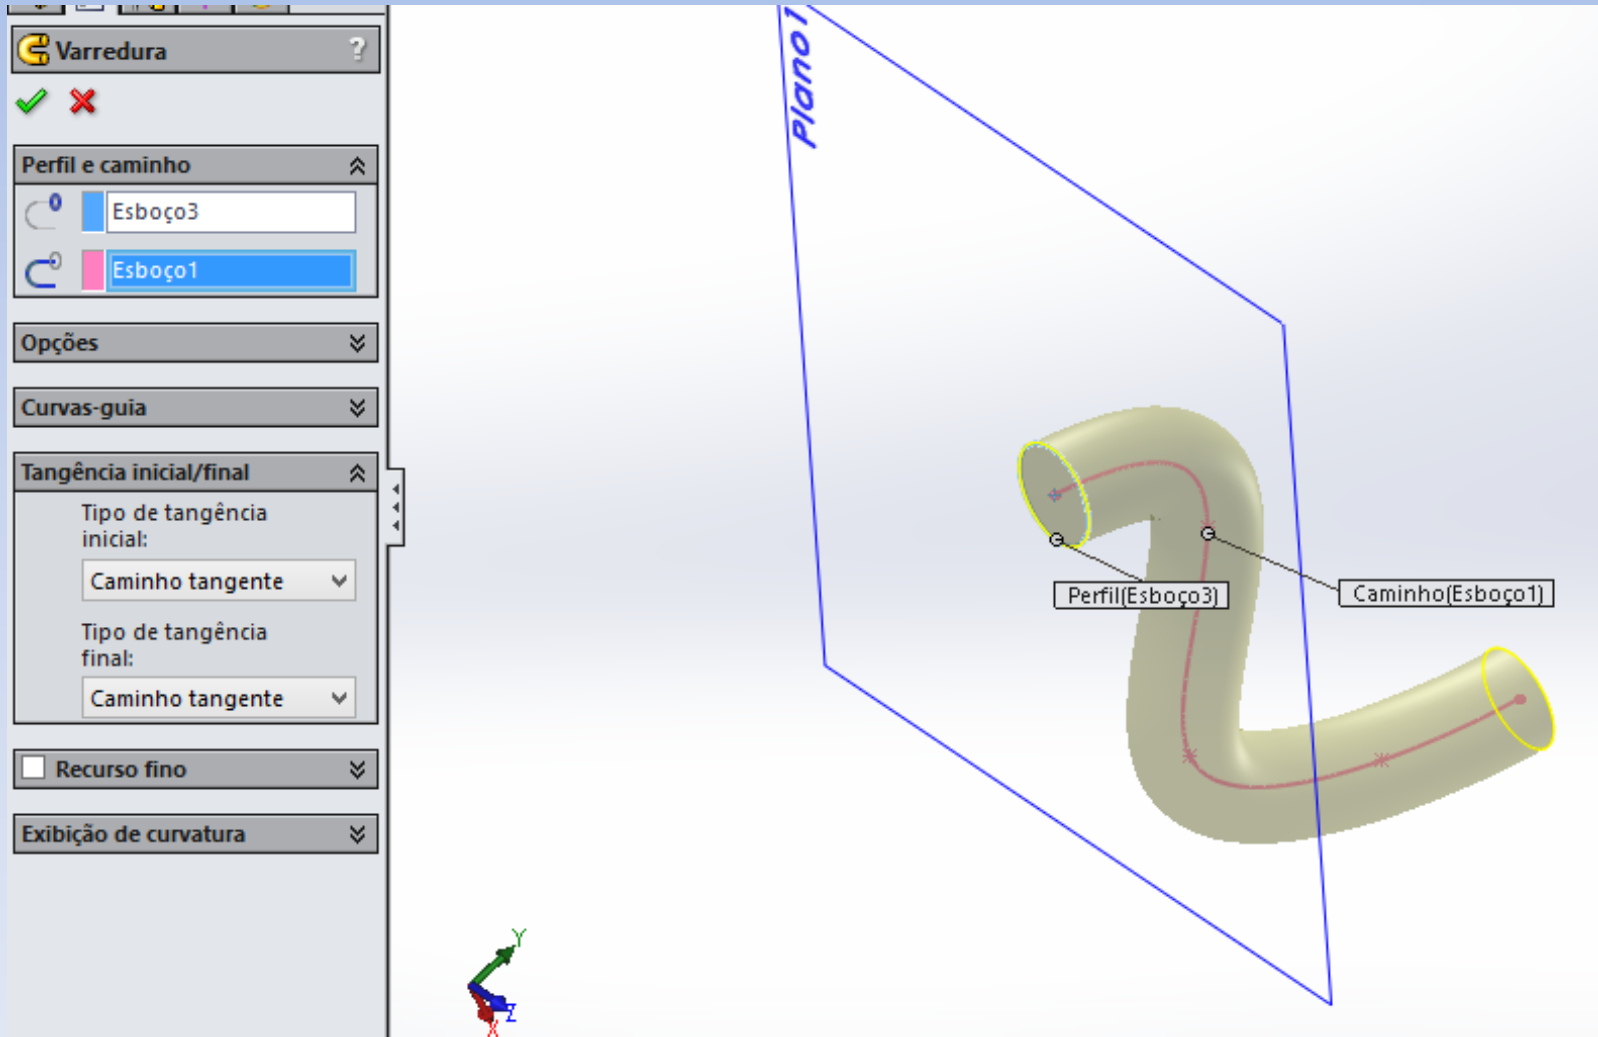 Varredura
?
Perfil e caminho
Esboço3
Esboço1
Opções
Curvas-guia
Tangência inicial/final
Tipo de tangência
inicial:
Caminho tangente
Tipo de tangência
final:
Caminho tangente
Recurso fino
Exibição de curvatura
Plano1
Perfil(Esboço3)
Caminho(Esboço1)
Y
Z
X